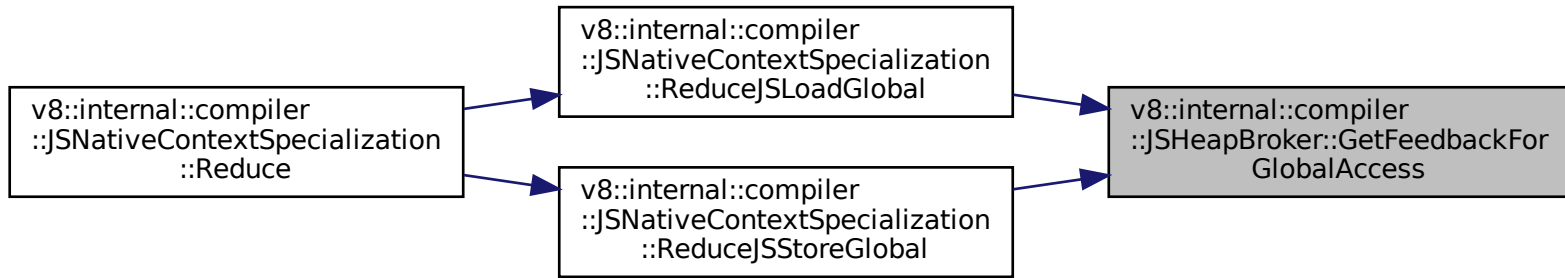 v8::internal::compiler
::JSNativeContextSpecialization
::Reduce
v8::internal::compiler
::JSNativeContextSpecialization
::ReduceJSLoadGlobal
v8::internal::compiler
::JSNativeContextSpecialization
::ReduceJSStoreGlobal
v8::internal::compiler
::JSHeapBroker::GetFeedbackFor
GlobalAccess